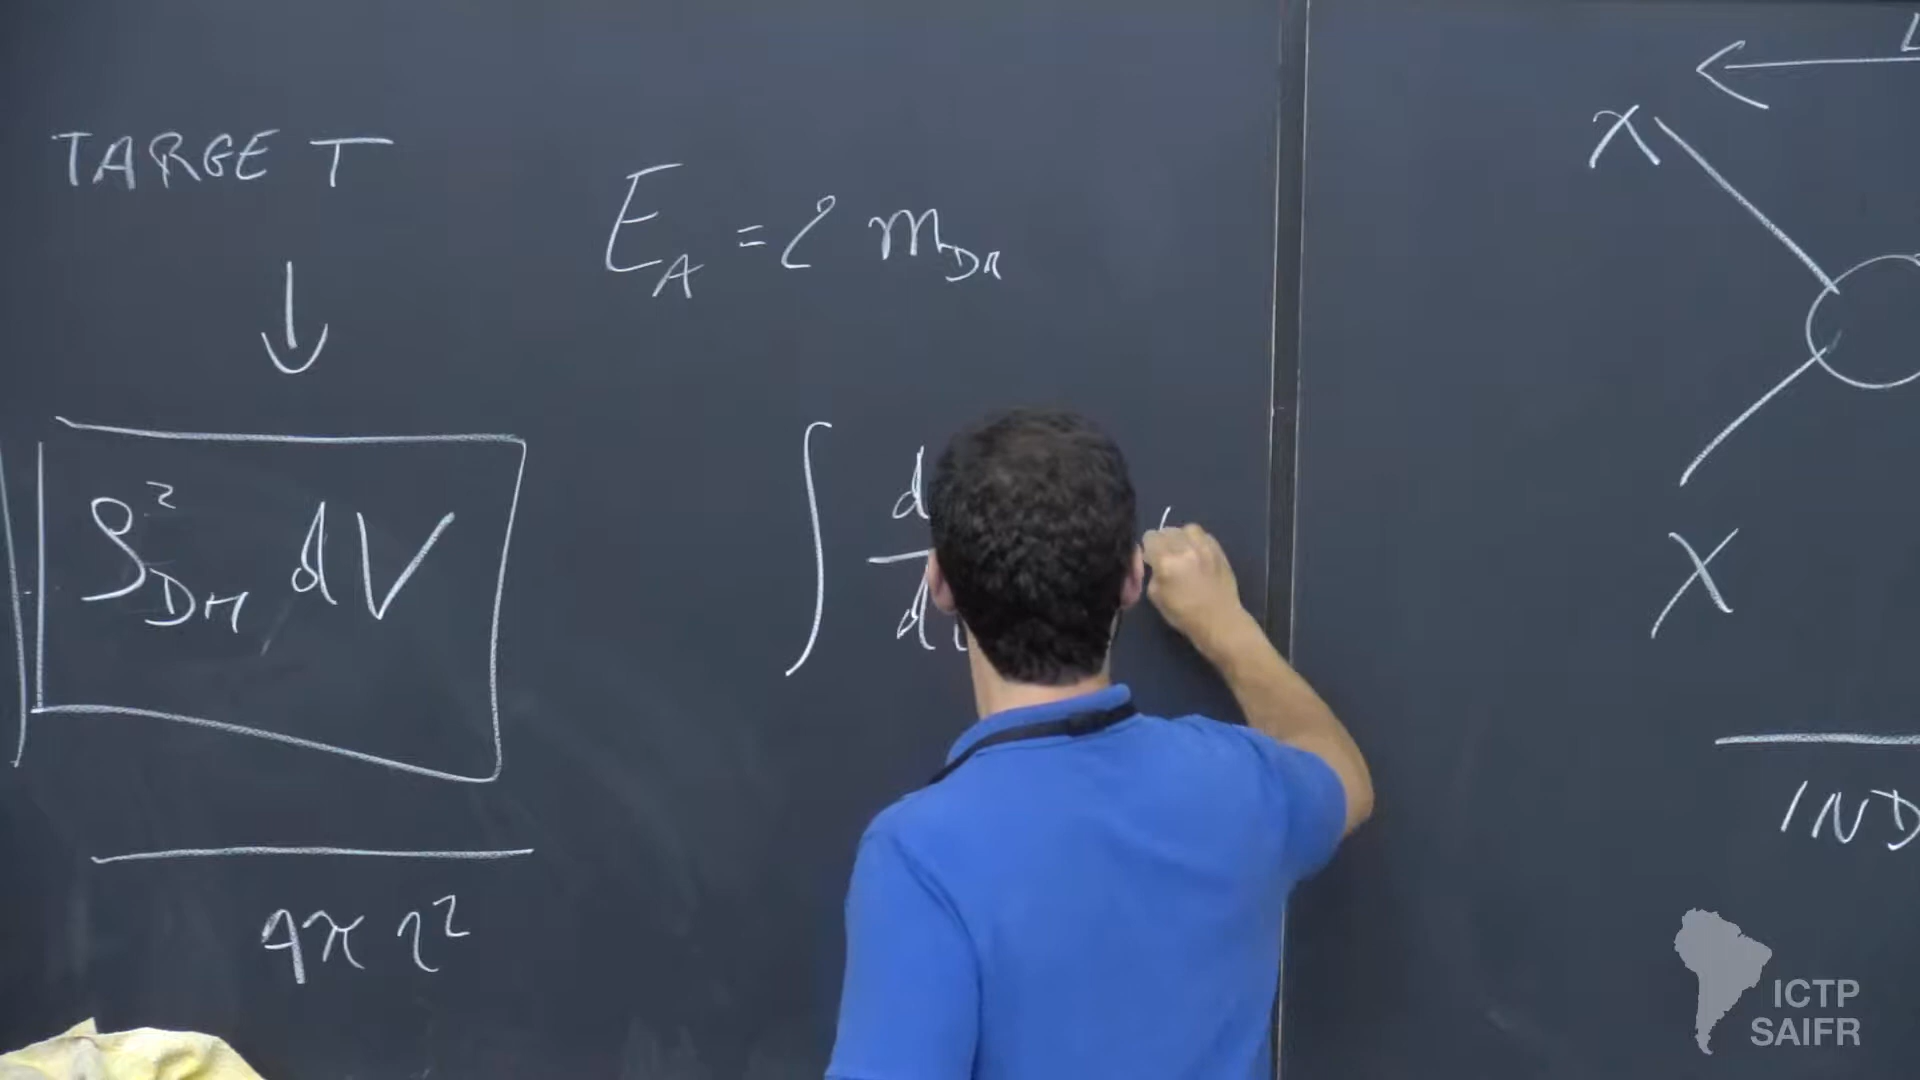 TARGET T
E_A = 2 m_DM
ρ²_DM dV
4π r²
∫ d
d
χ
χ
IND
ICTP
SAIFR